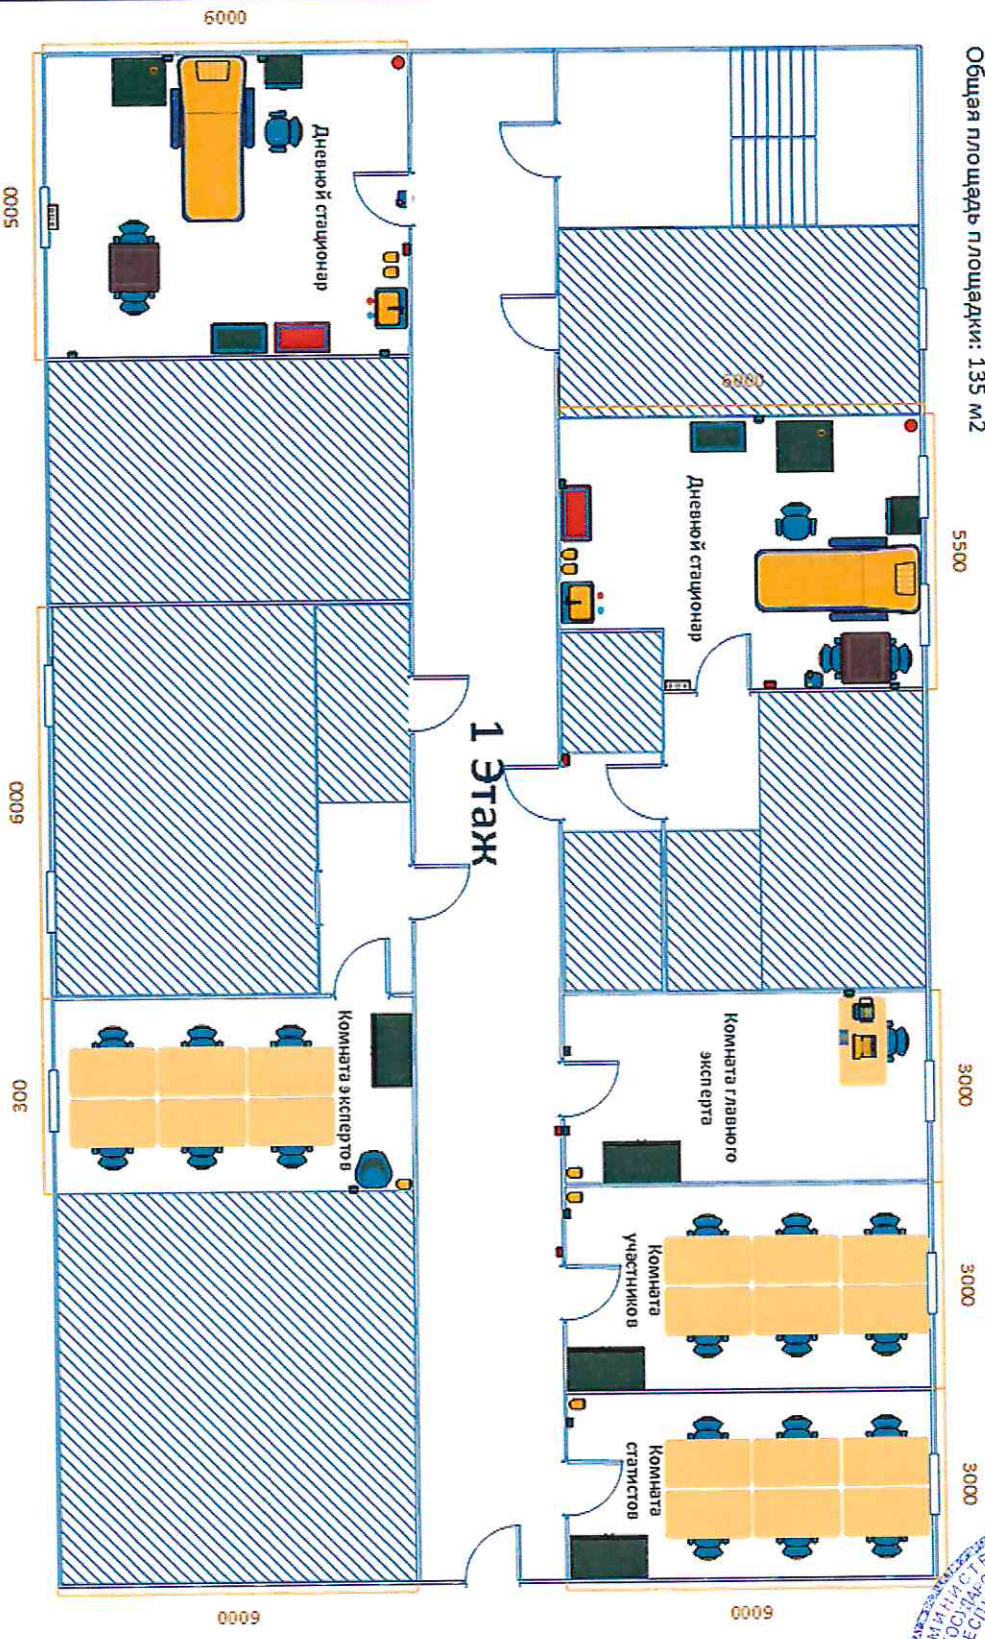 Общая площадь площадки: 135 м2
6000
5500
3000
3000
3000
6000
Дневной стационар
Дневной стационар
Комната главного
эксперта
Комната
участников
Комната
статистов
1 Этаж
Комната экспертов
5000
6000
300
6000
6000